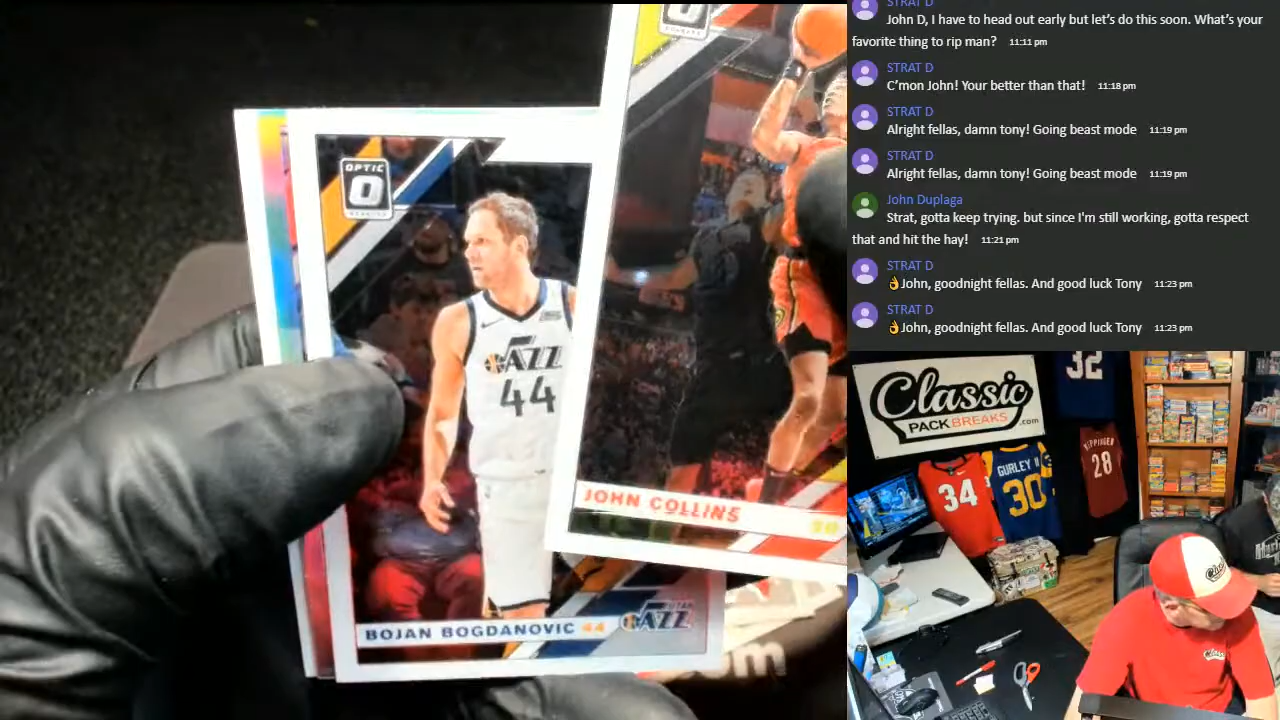 STRAT D
John D, I have to head out early but let's do this soon. What's your
favorite thing to rip man? 11:11 pm
STRAT D
C'mon John! Your better than that! 11:18 pm
STRAT D
Alright fellas, damn tony! Going beast mode 11:19 pm
STRAT D
Alright fellas, damn tony! Going beast mode 11:19 pm
John Duplaga
Strat, gotta keep trying. but since I'm still working, gotta respect
that and hit the hay! 11:21 pm
STRAT D
👌John, goodnight fellas. And good luck Tony 11:23 pm
STRAT D
👌John, goodnight fellas. And good luck Tony 11:23 pm
OPTIC
JAZZ
44
BOJAN BOGDANOVIC 44
JAZZ
JOHN COLLINS 20
om
Classic
PACK BREAKS .com
32
34
GURLEY II
30
28